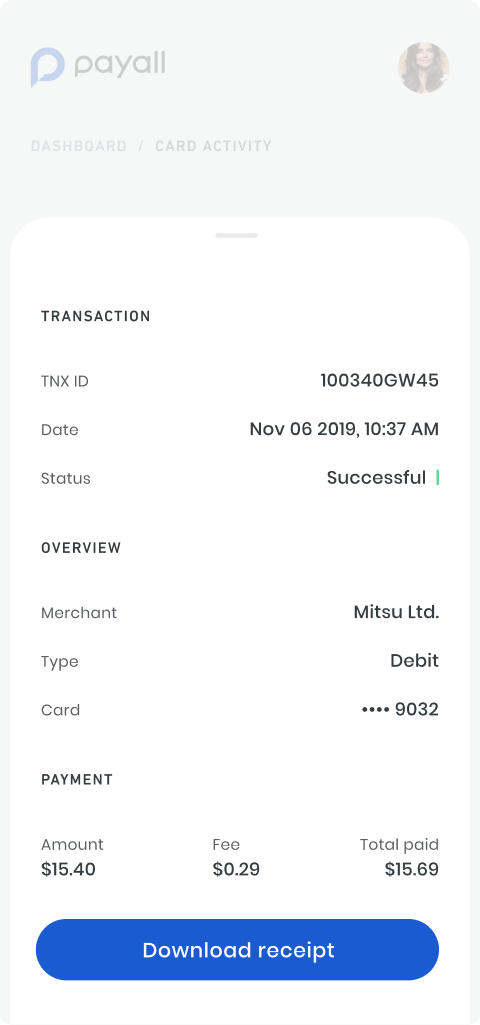 payall
DASHBOARD / CARD ACTIVITY
TRANSACTION
TNX ID 100340GW45
Date Nov 06 2019, 10:37 AM
Status Successful
OVERVIEW
Merchant Mitsu Ltd.
Type Debit
Card •••• 9032
PAYMENT
Amount Fee Total paid
$15.40 $0.29 $15.69
Download receipt